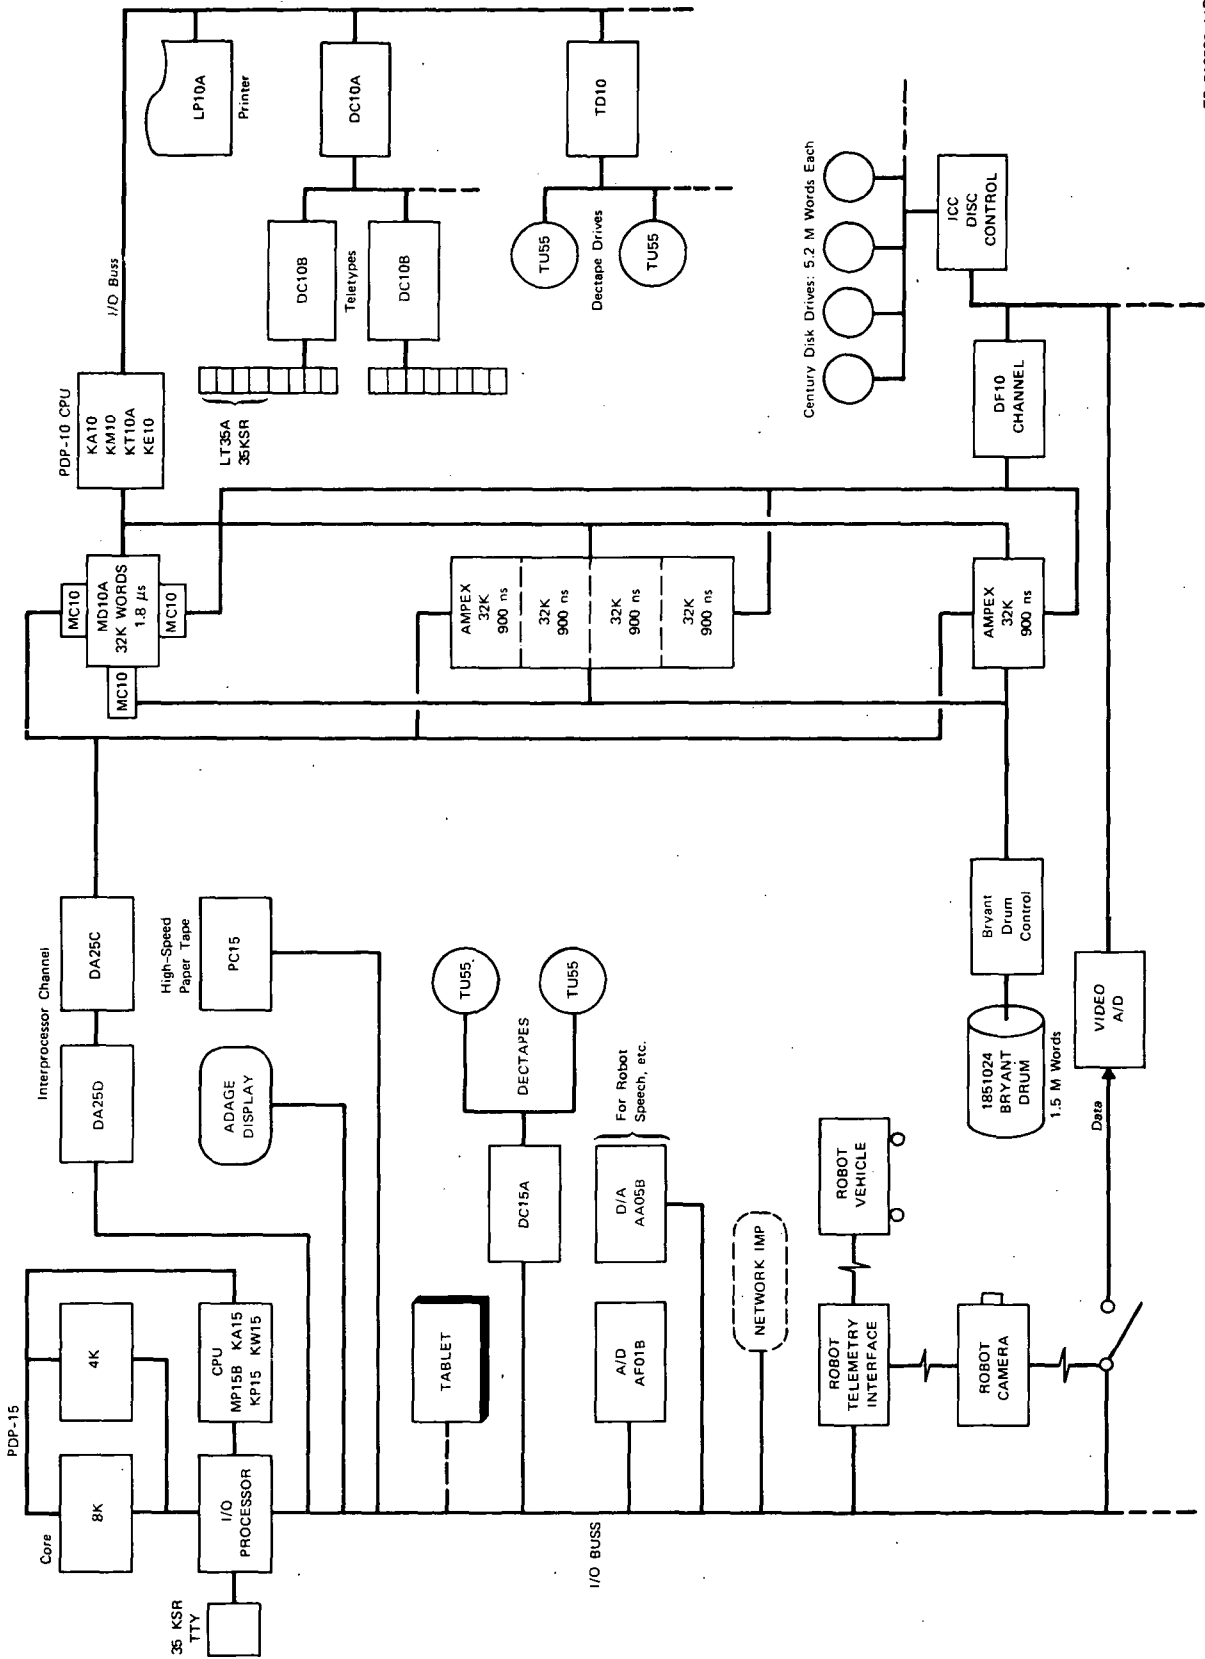 PDP-15
Core
8K
4K
35 KSR
TTY
I/O
PROCESSOR
CPU
MP15B KA15
KP15 KW15
Interprocessor Channel
DA25D
DA25C
ADAGE
DISPLAY
High-Speed
Paper Tape
PC15
TABLET
DC15A
DECTAPES
TU55
TU55
A/D
AF01B
D/A
AA05B
For Robot
Speech, etc.
I/O BUSS
NETWORK IMP
ROBOT
TELEMETRY
INTERFACE
ROBOT
VEHICLE
ROBOT
CAMERA
Data
VIDEO
A/D
1851024
BRYANT
DRUM
1.5 M Words
Bryant
Drum
Control
MC10
MC10
MC10
MD10A
32K WORDS
1.8 µs
AMPEX
32K
900 ns
32K
900 ns
32K
900 ns
32K
900 ns
AMPEX
32K
900 ns
PDP-10 CPU
KA10
KM10
KT10A
KE10
I/O Buss
LP10A
Printer
DC10A
DC10B
DC10B
Teletypes
LT35A
35KSR
TD10
TU55
TU55
Dectape Drives
Century Disk Drives: 5.2 M Words Each
ICC
DISC
CONTROL
DF10
CHANNEL